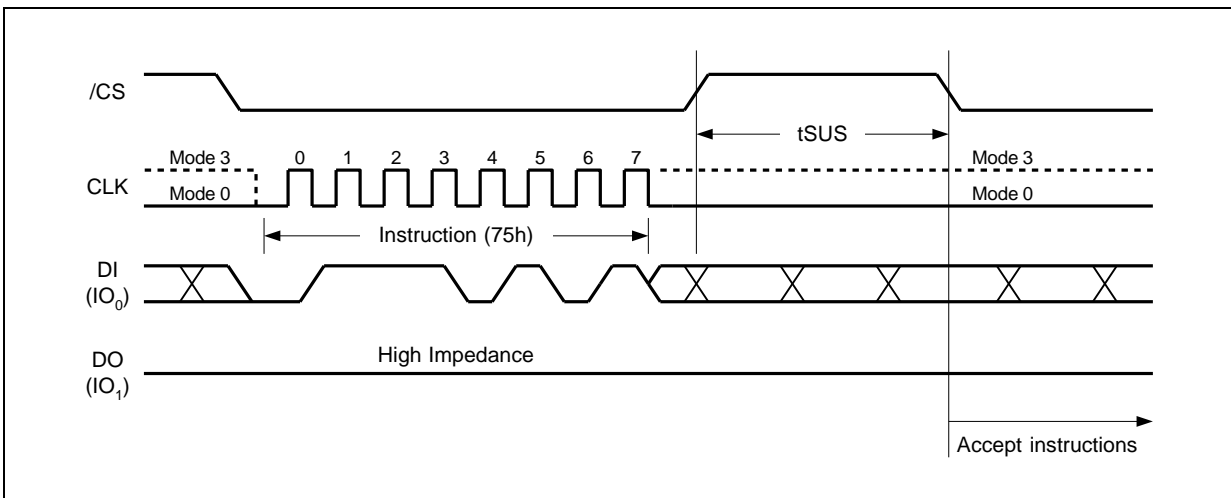 /CS
tSUS
Mode 3 0 1 2 3 4 5 6 7 Mode 3
CLK
Mode 0 Mode 0
Instruction (75h)
DI
(IO0)
High Impedance
DO
(IO1)
Accept instructions